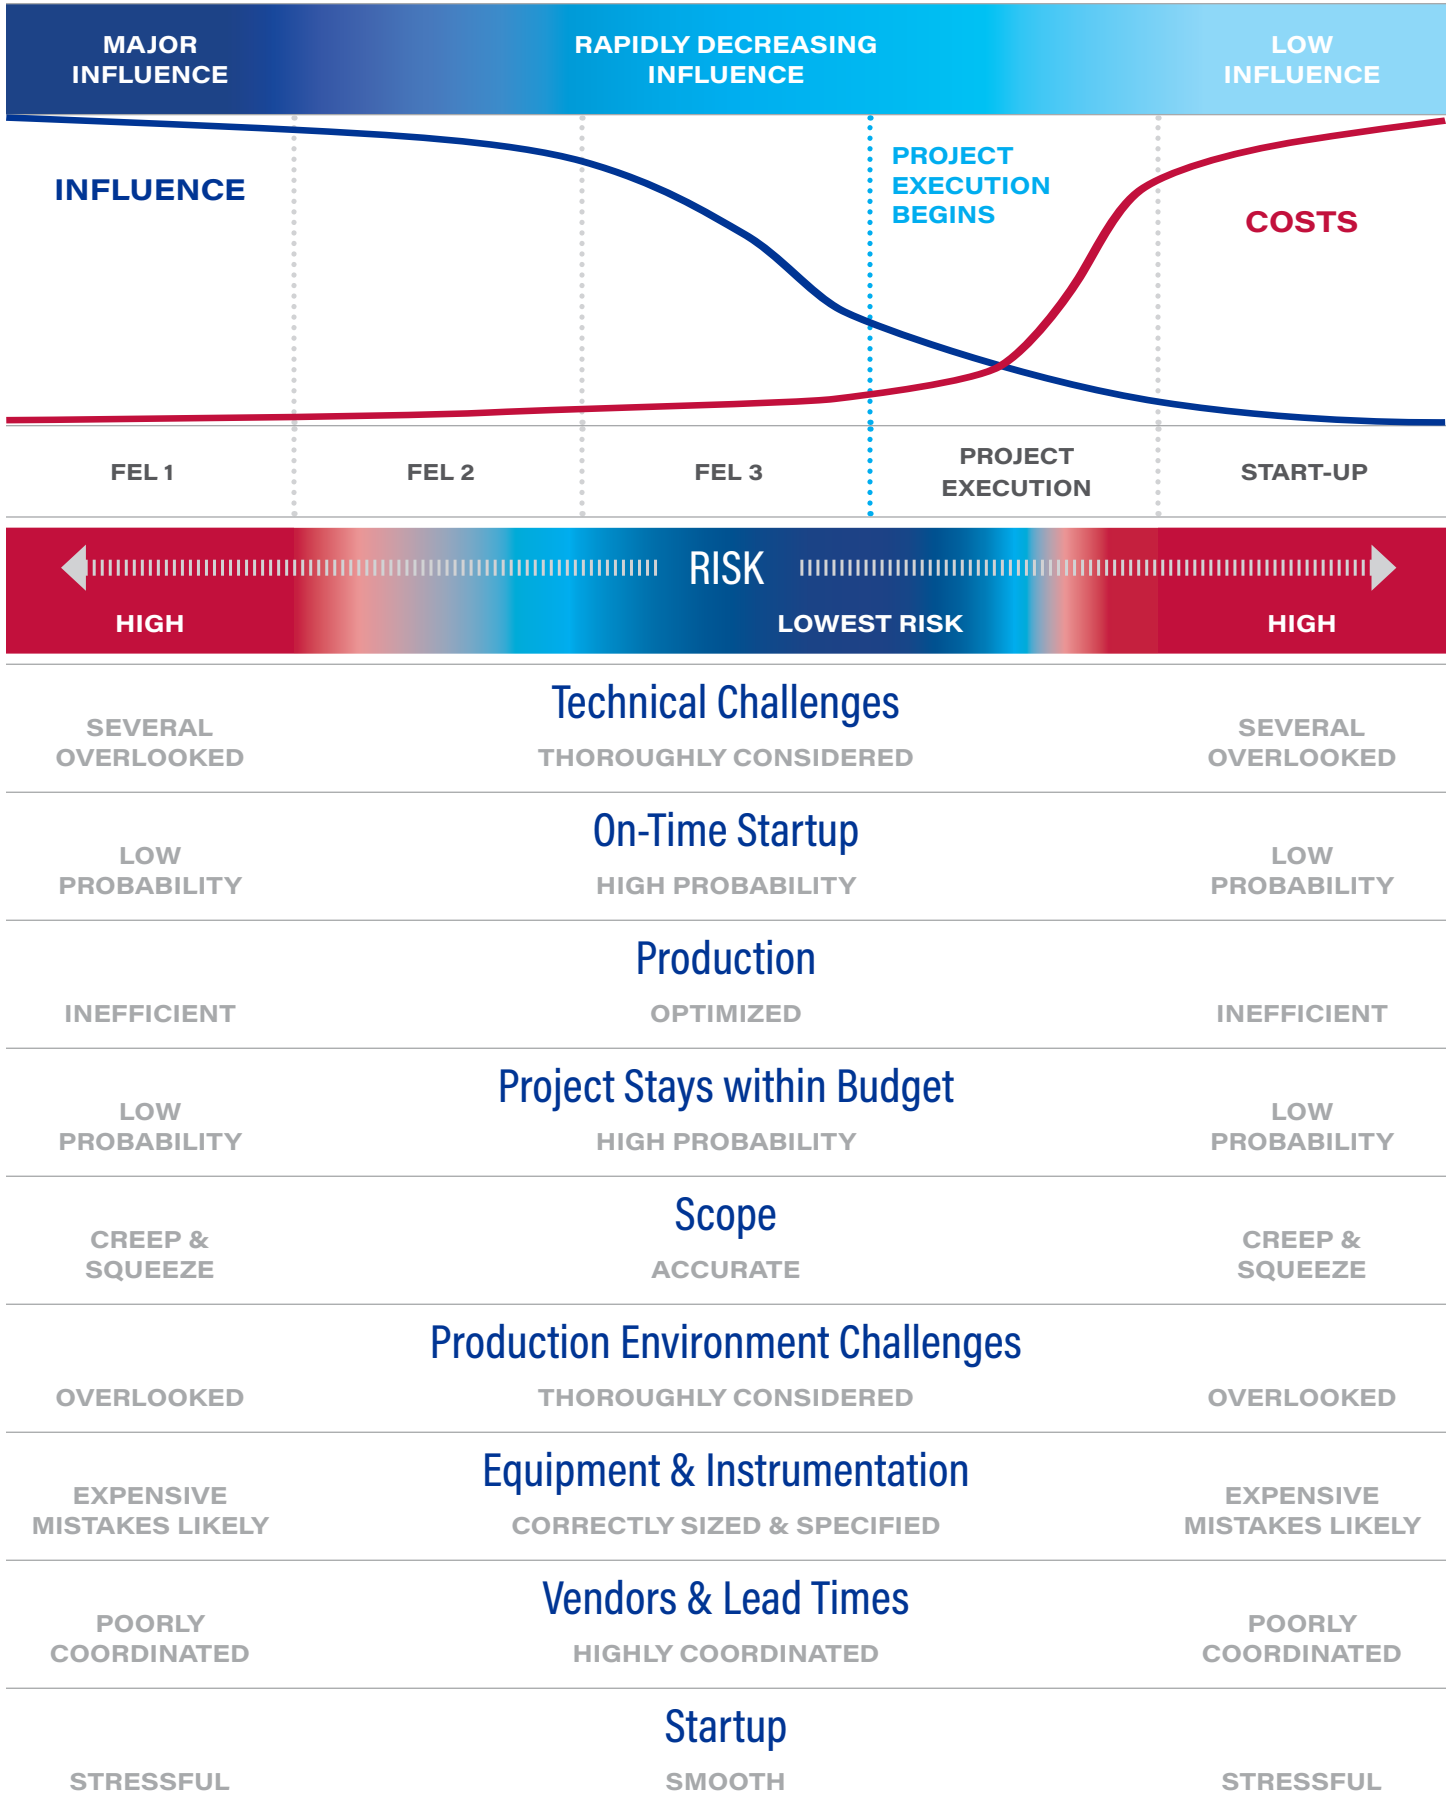 MAJOR
INFLUENCE
RAPIDLY DECREASING
INFLUENCE
LOW
INFLUENCE
INFLUENCE
PROJECT
EXECUTION
BEGINS
COSTS
FEL 1
FEL 2
FEL 3
PROJECT
EXECUTION
START-UP
RISK
HIGH
LOWEST RISK
HIGH
Technical Challenges
SEVERAL
OVERLOOKED
THOROUGHLY CONSIDERED
SEVERAL
OVERLOOKED
On-Time Startup
LOW
PROBABILITY
HIGH PROBABILITY
LOW
PROBABILITY
Production
INEFFICIENT
OPTIMIZED
INEFFICIENT
Project Stays within Budget
LOW
PROBABILITY
HIGH PROBABILITY
LOW
PROBABILITY
Scope
CREEP &
SQUEEZE
ACCURATE
CREEP &
SQUEEZE
Production Environment Challenges
OVERLOOKED
THOROUGHLY CONSIDERED
OVERLOOKED
Equipment & Instrumentation
EXPENSIVE
MISTAKES LIKELY
CORRECTLY SIZED & SPECIFIED
EXPENSIVE
MISTAKES LIKELY
Vendors & Lead Times
POORLY
COORDINATED
HIGHLY COORDINATED
POORLY
COORDINATED
Startup
STRESSFUL
SMOOTH
STRESSFUL